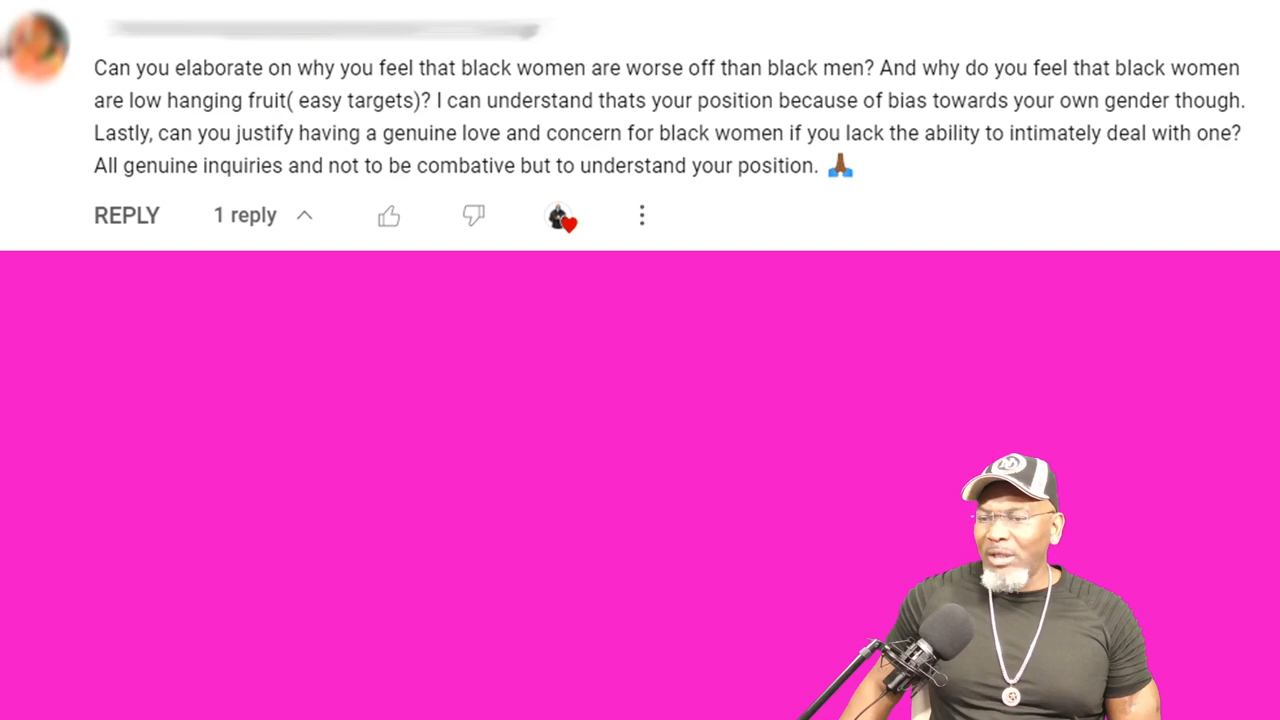 Can you elaborate on why you feel that black women are worse off than black men? And why do you feel that black women
are low hanging fruit( easy targets)? I can understand thats your position because of bias towards your own gender though.
Lastly, can you justify having a genuine love and concern for black women if you lack the ability to intimately deal with one?
All genuine inquiries and not to be combative but to understand your position. 🙏🏾
REPLY 1 reply